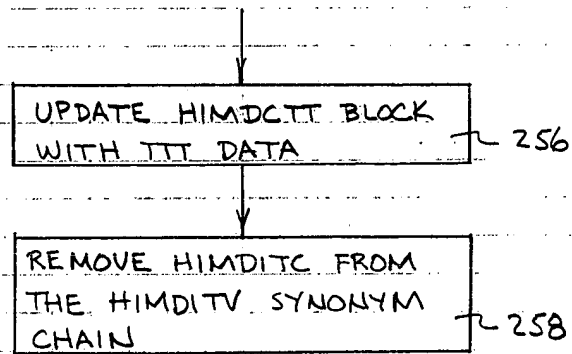 UPDATE HIMDCTT BLOCK
WITH TTT DATA
256
REMOVE HIMDITC FROM
THE HIMDITV SYNONYM
CHAIN
258